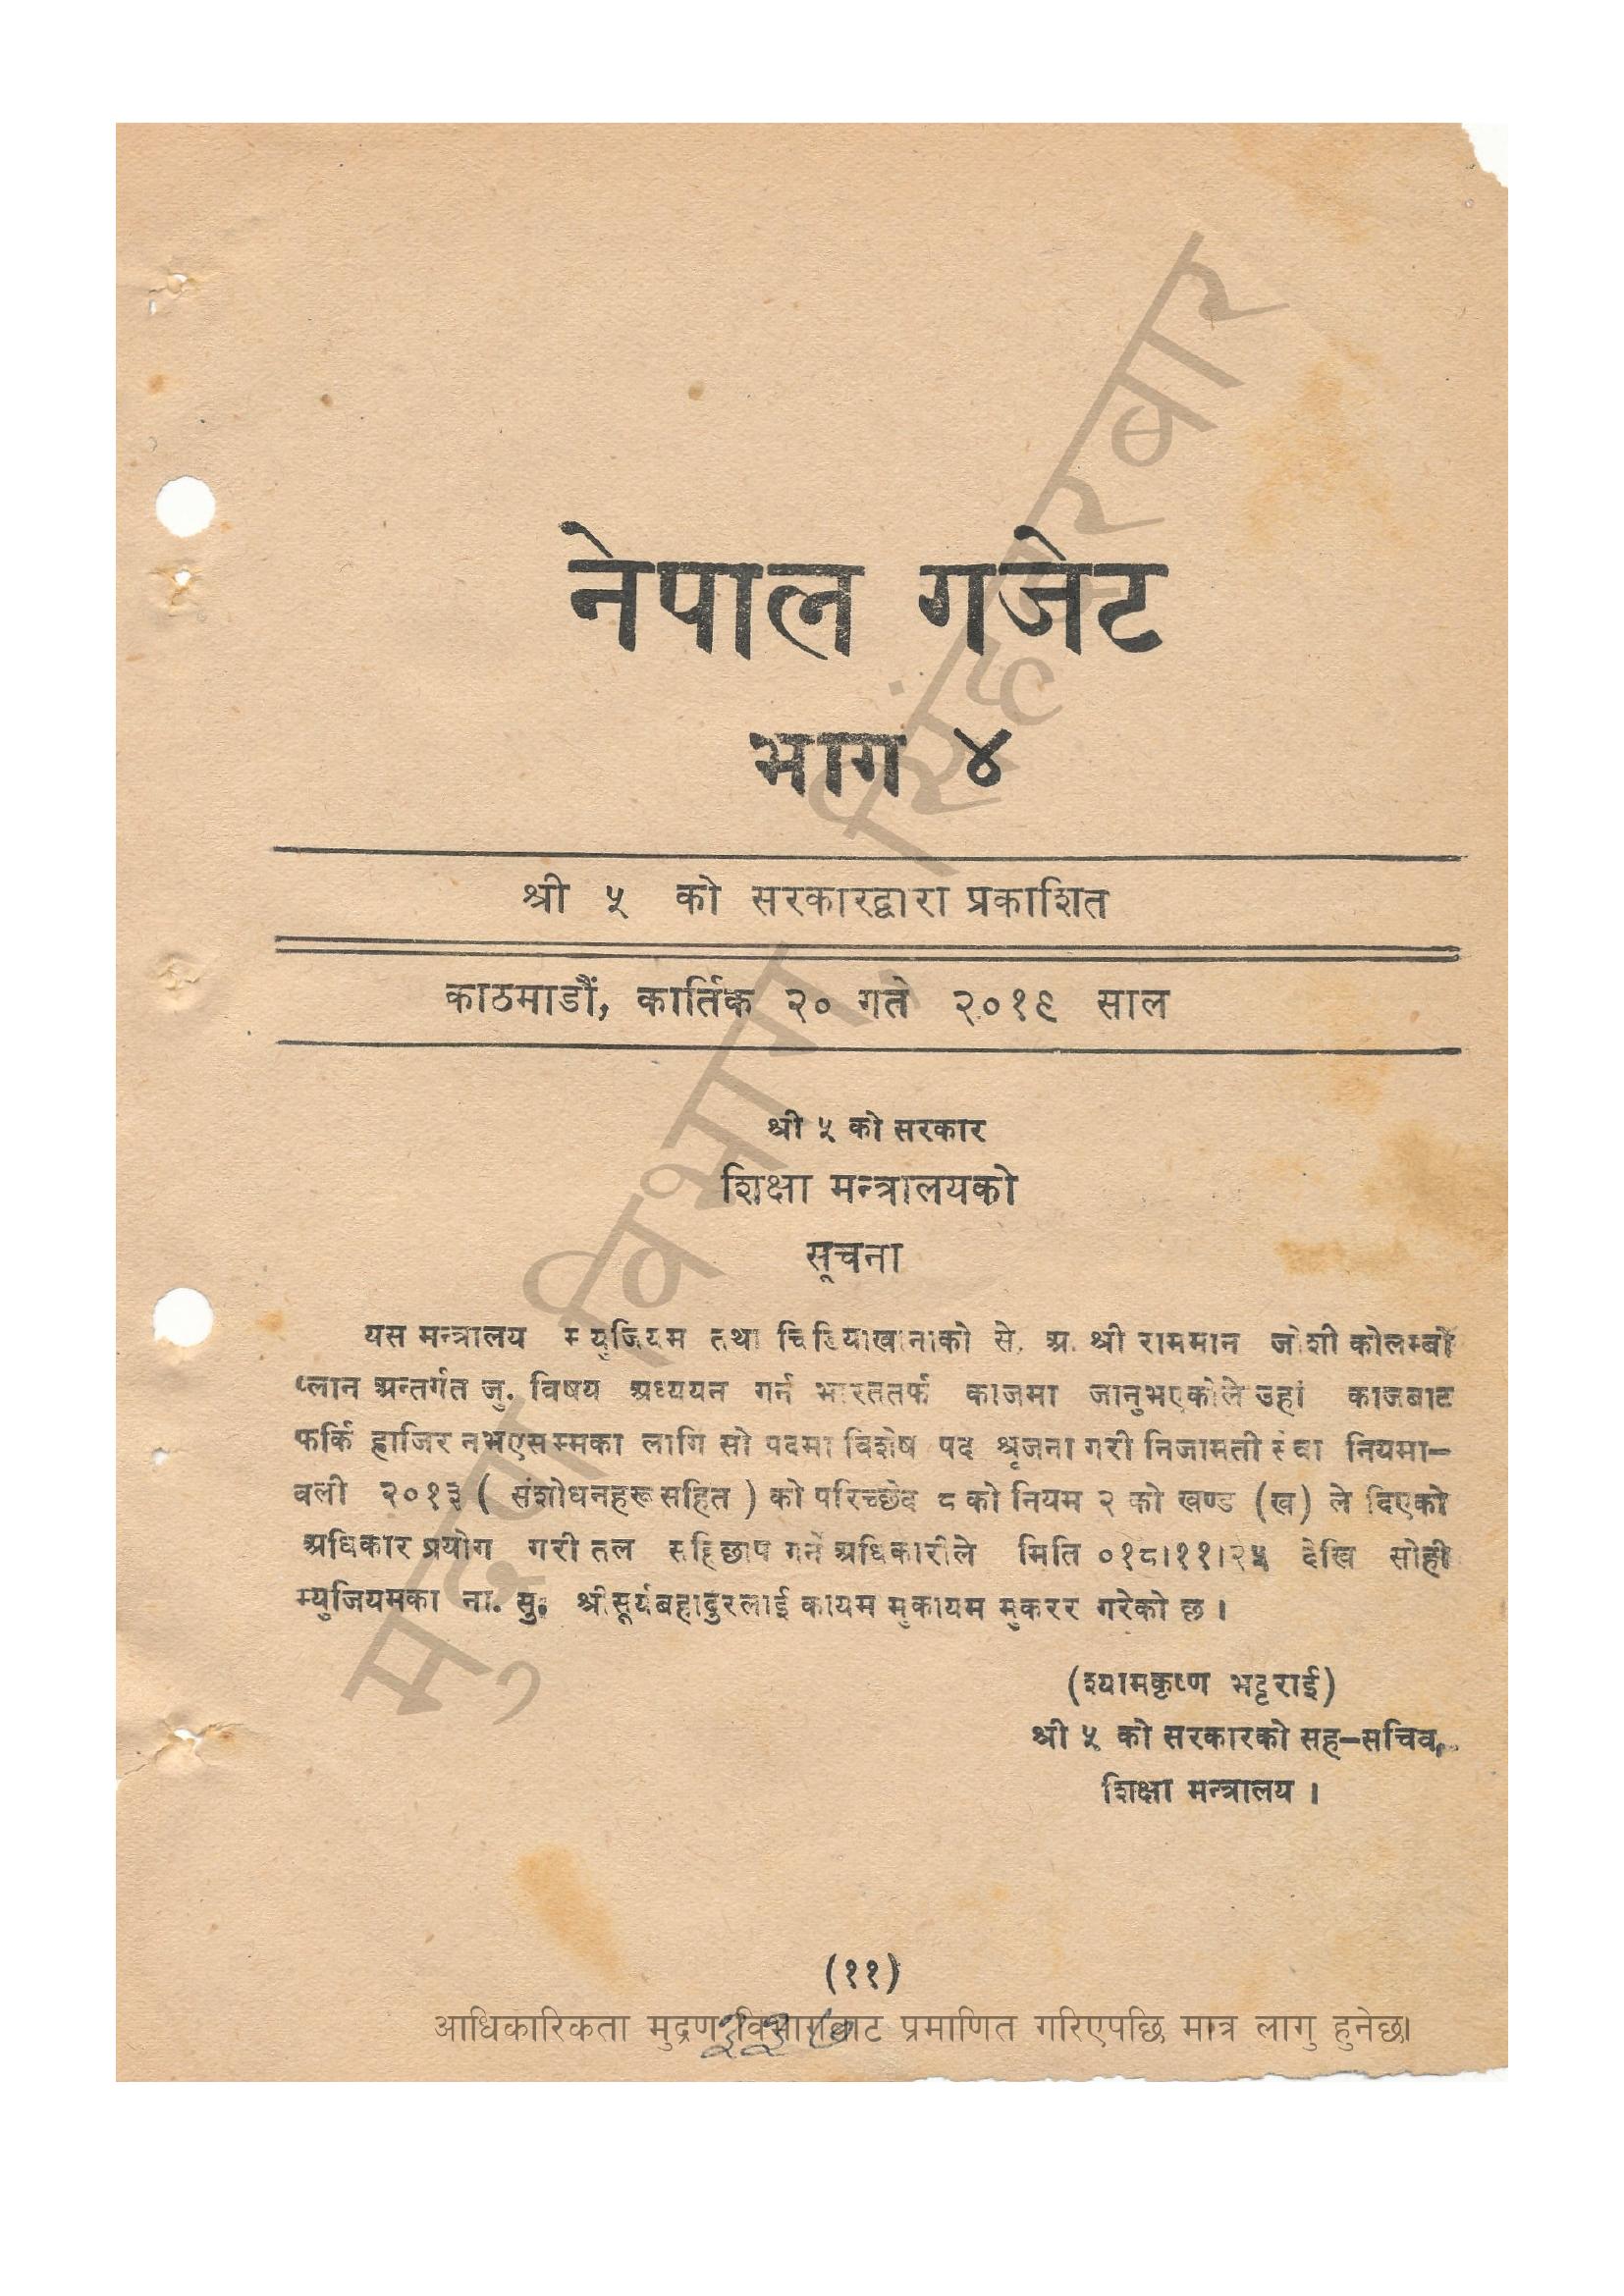 नेपाल गजेट
भाग ४
श्री ५ को सरकारद्वारा प्रकाशित
काठमाडौं, कार्तिक २० गते २०१९ साल
श्री ५ को सरकार
शिक्षा मन्त्रालयको
सूचना
यस मन्त्रालय म्युजियम तथा चिडियाखानाको से. अ. श्री राममान जोशी कोलम्बो
प्लान अन्तर्गत जु. विषय अध्ययन गर्न भारततर्फ काजमा जानुभएकोले उहां काजबाट
फर्कि हाजिर नभएसम्मका लागि सो पदमा विशेष पद श्रृजना गरी निजामती सेवा नियमा-
वली २०१३ ( संशोधनहरू सहित ) को परिच्छेद ८ को नियम २ को खण्ड (ख) ले दिएको
अधिकार प्रयोग गरी तल सहिछाप गर्ने अधिकारीले मिति ०१८।११।२५ देखि सोही
म्युजियमका ना. सु. श्रीसूर्यबहादुरलाई कायम मुकायम मुकरर गरेको छ ।
(श्यामकृष्ण भट्टराई)
श्री ५ को सरकारको सह-सचिव,
शिक्षा मन्त्रालय ।
(११)
आधिकारिकता मुद्रण विभागबाट प्रमाणित गरिएपछि मात्र लागु हुनेछ।
मुद्रण विभाग, सिंहदरबार